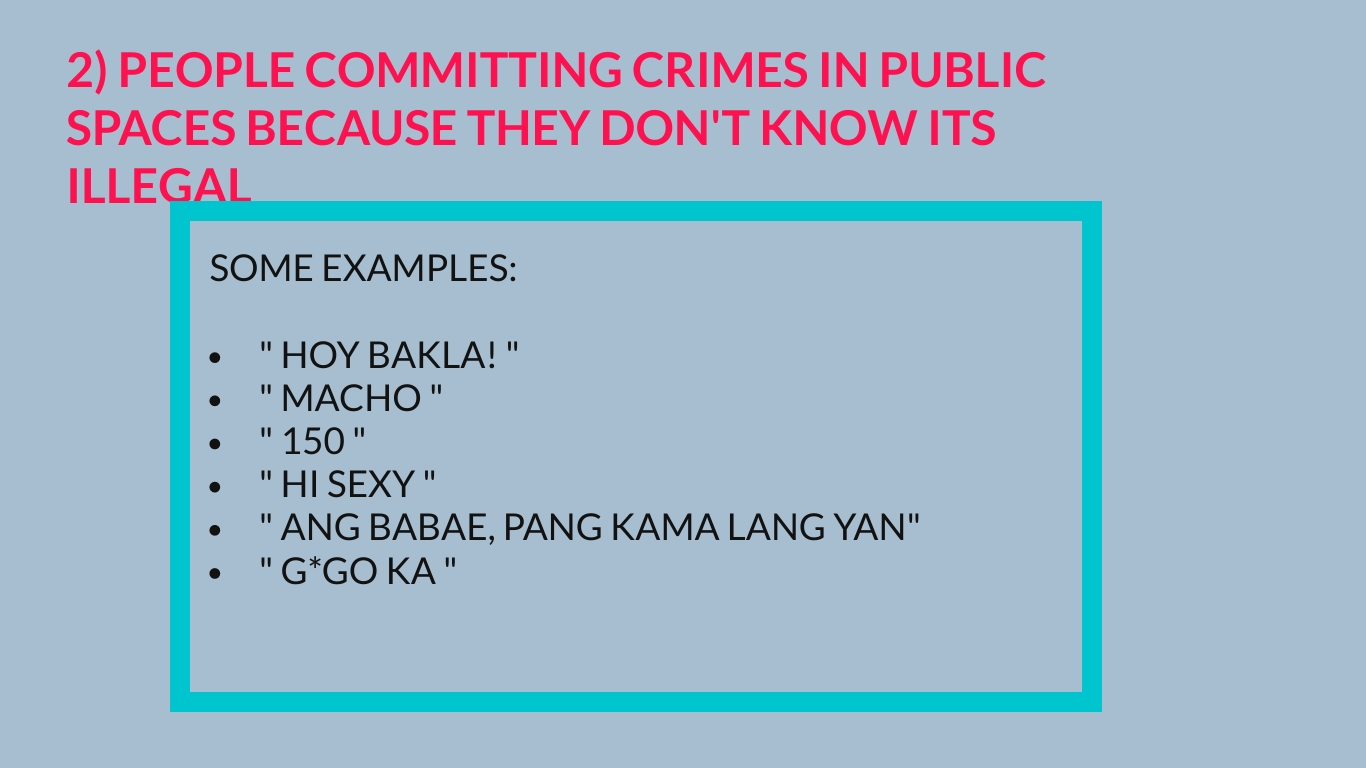 2) PEOPLE COMMITTING CRIMES IN PUBLIC
SPACES BECAUSE THEY DON'T KNOW ITS
ILLEGAL
SOME EXAMPLES:
• " HOY BAKLA! "
• " MACHO "
• " 150 "
• " HI SEXY "
• " ANG BABAE, PANG KAMA LANG YAN"
• " G*GO KA "